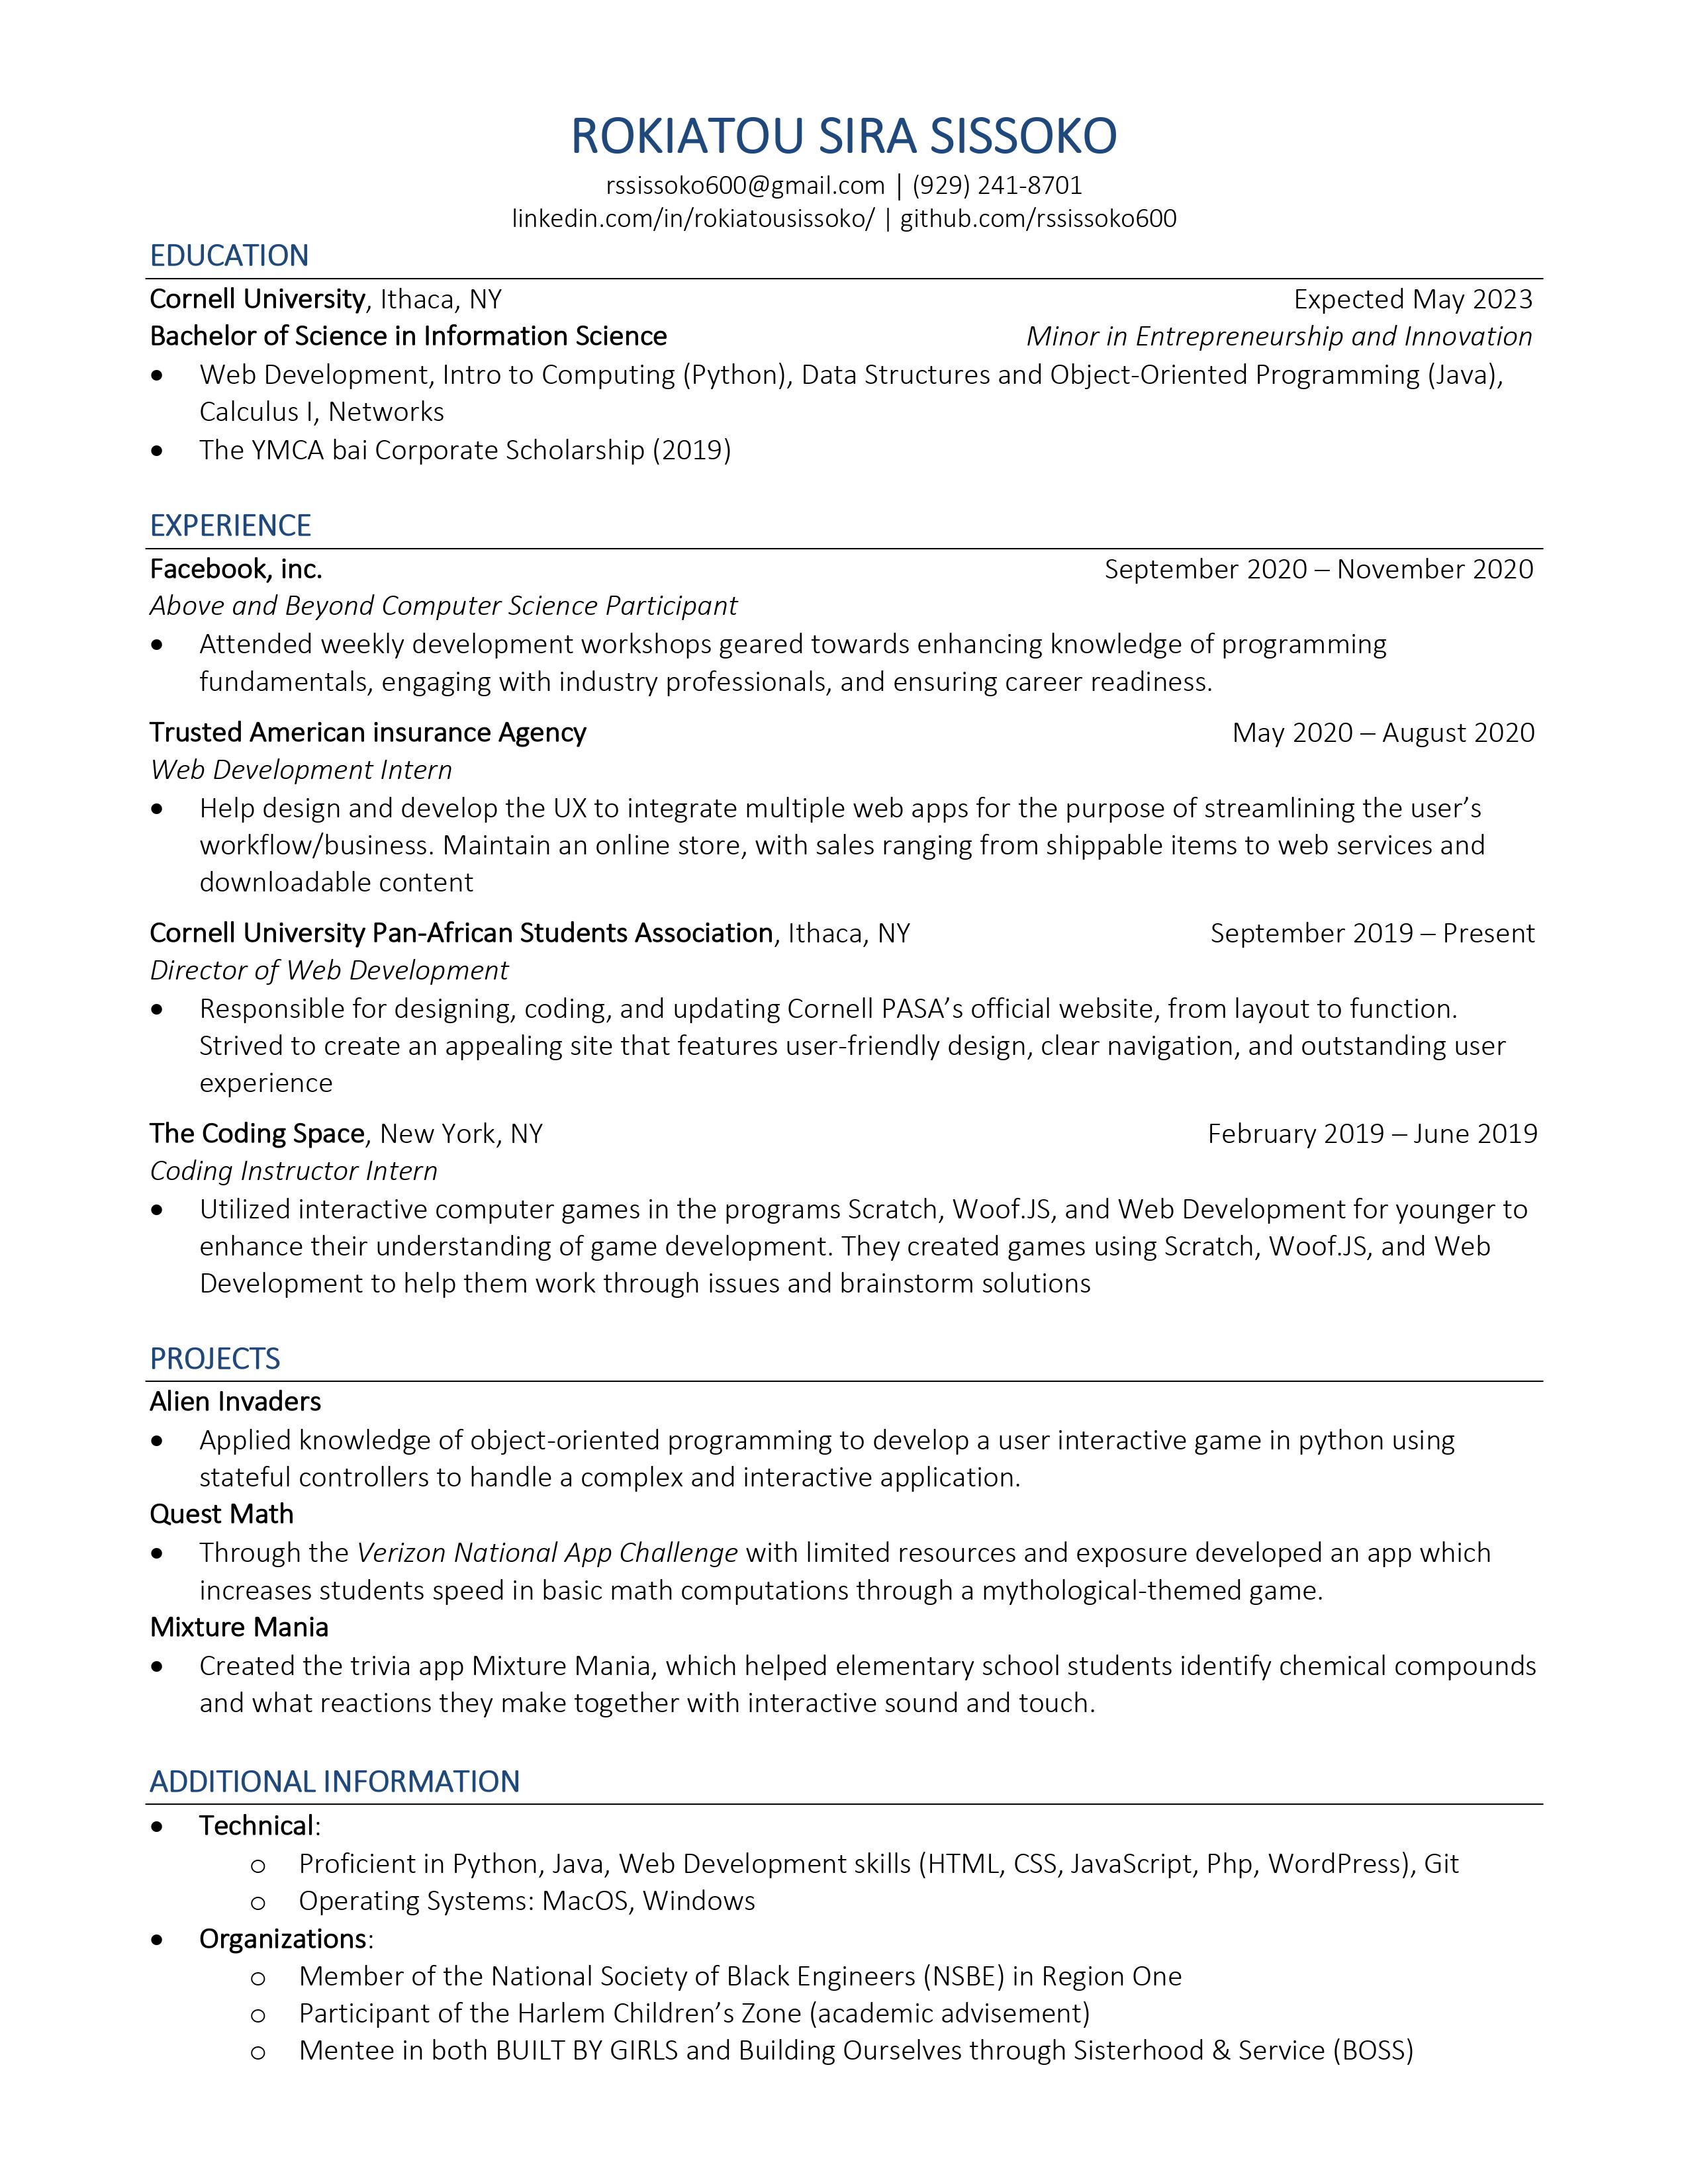 ROKIATOU SIRA SISSOKO
rssissoko600@gmail.com | (929) 241-8701
linkedin.com/in/rokiatousissoko/ | github.com/rssissoko600
EDUCATION
Cornell University, Ithaca, NY Expected May 2023
Bachelor of Science in Information Science Minor in Entrepreneurship and Innovation
• Web Development, Intro to Computing (Python), Data Structures and Object-Oriented Programming (Java),
Calculus I, Networks
• The YMCA bai Corporate Scholarship (2019)
EXPERIENCE
Facebook, inc. September 2020 – November 2020
Above and Beyond Computer Science Participant
• Attended weekly development workshops geared towards enhancing knowledge of programming
fundamentals, engaging with industry professionals, and ensuring career readiness.
Trusted American insurance Agency May 2020 – August 2020
Web Development Intern
• Help design and develop the UX to integrate multiple web apps for the purpose of streamlining the user’s
workflow/business. Maintain an online store, with sales ranging from shippable items to web services and
downloadable content
Cornell University Pan-African Students Association, Ithaca, NY September 2019 – Present
Director of Web Development
• Responsible for designing, coding, and updating Cornell PASA’s official website, from layout to function.
Strived to create an appealing site that features user-friendly design, clear navigation, and outstanding user
experience
The Coding Space, New York, NY February 2019 – June 2019
Coding Instructor Intern
• Utilized interactive computer games in the programs Scratch, Woof.JS, and Web Development for younger to
enhance their understanding of game development. They created games using Scratch, Woof.JS, and Web
Development to help them work through issues and brainstorm solutions
PROJECTS
Alien Invaders
• Applied knowledge of object-oriented programming to develop a user interactive game in python using
stateful controllers to handle a complex and interactive application.
Quest Math
• Through the Verizon National App Challenge with limited resources and exposure developed an app which
increases students speed in basic math computations through a mythological-themed game.
Mixture Mania
• Created the trivia app Mixture Mania, which helped elementary school students identify chemical compounds
and what reactions they make together with interactive sound and touch.
ADDITIONAL INFORMATION
• Technical:
o Proficient in Python, Java, Web Development skills (HTML, CSS, JavaScript, Php, WordPress), Git
o Operating Systems: MacOS, Windows
• Organizations:
o Member of the National Society of Black Engineers (NSBE) in Region One
o Participant of the Harlem Children’s Zone (academic advisement)
o Mentee in both BUILT BY GIRLS and Building Ourselves through Sisterhood & Service (BOSS)